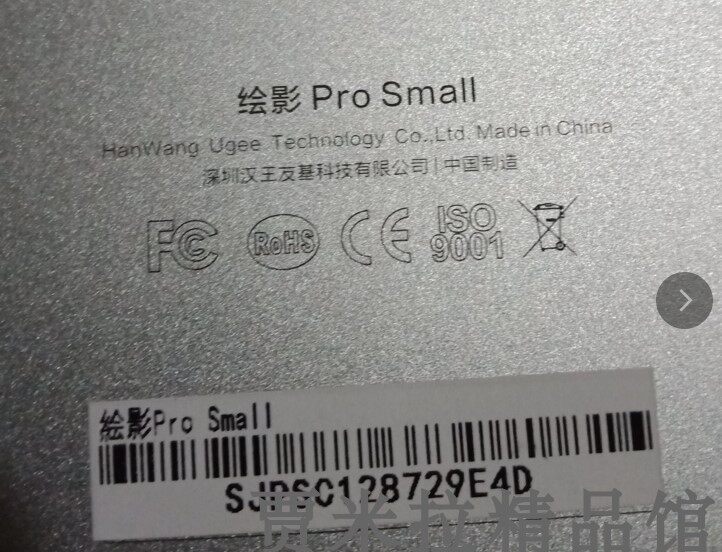 绘影 Pro Small
HanWang Ugee Technology Co.,Ltd. Made in China
深圳汉王友基科技有限公司 | 中国制造
FC RoHS CE ISO 9001
绘影Pro Small
SJPSC128729E4D
贾米拉精品馆